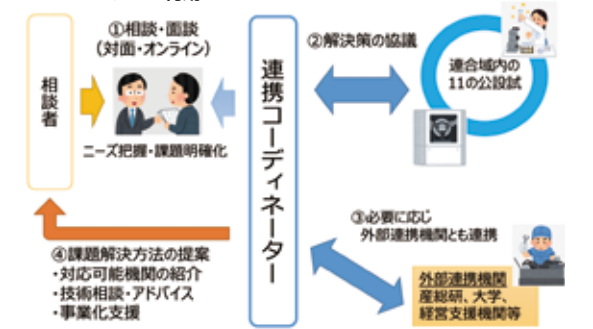 ①相談・面談
(対面・オンライン)
相談者
ニーズ把握・課題明確化
連携コーディネーター
②解決策の協議
連合域内の
11の公設試
③必要に応じ
外部連携機関とも連携
外部連携機関
産総研、大学、
経営支援機関等
④課題解決方法の提案
・対応可能機関の紹介
・技術相談・アドバイス
・事業化支援